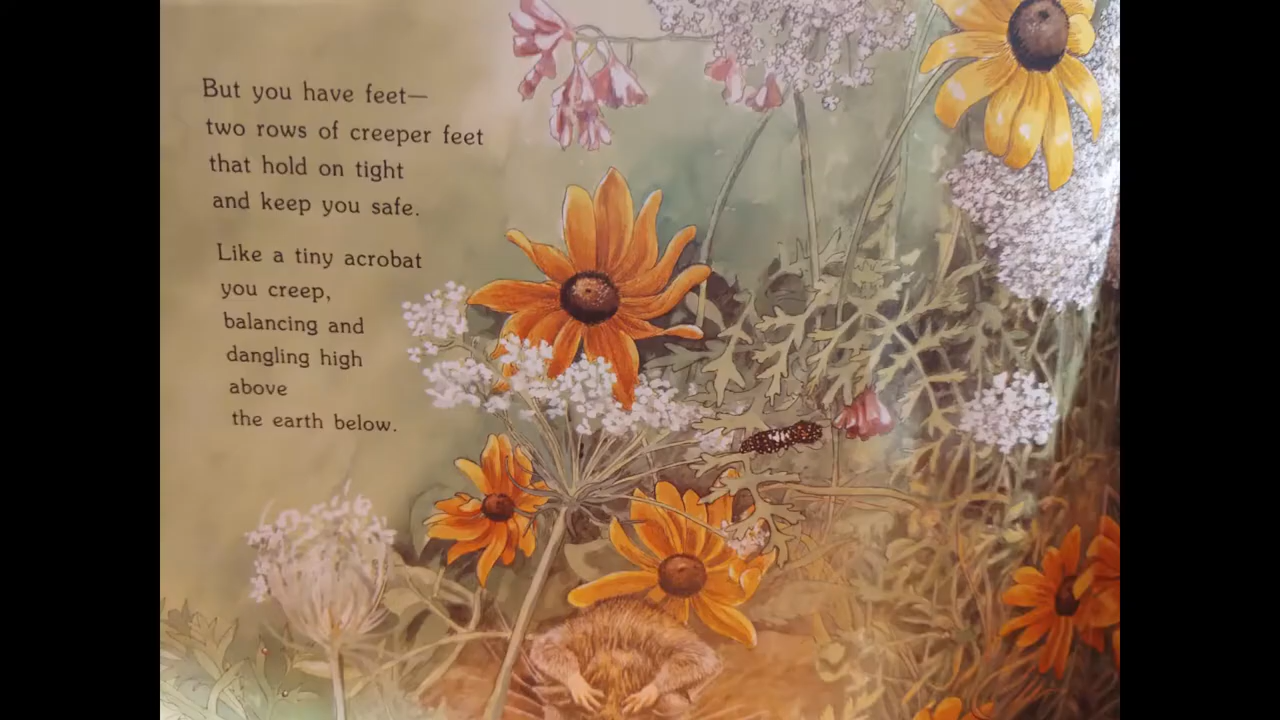 But you have feet—
two rows of creeper feet
that hold on tight
and keep you safe.
Like a tiny acrobat
you creep,
balancing and
dangling high
above
the earth below.